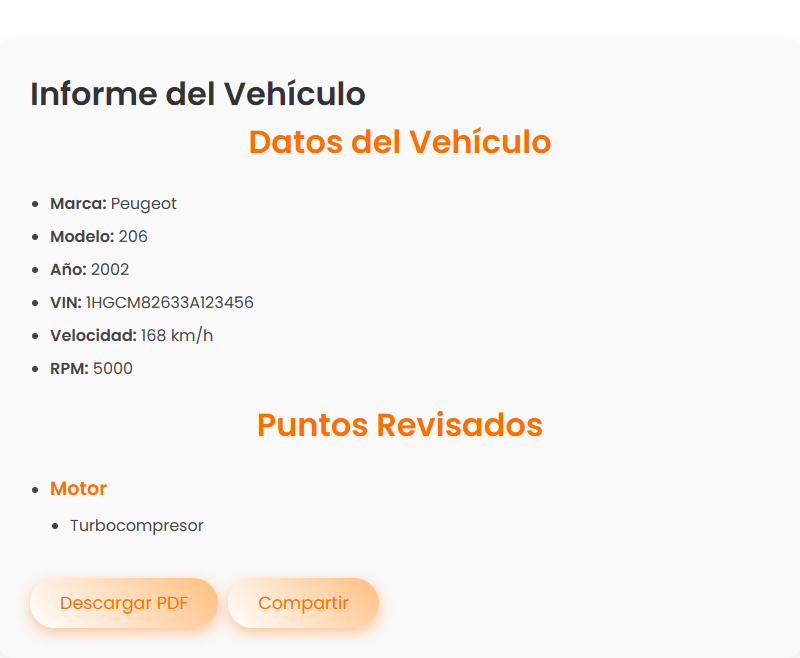 Informe del Vehículo
Datos del Vehículo
Marca: Peugeot
Modelo: 206
Año: 2002
VIN: 1HGCM82633A123456
Velocidad: 168 km/h
RPM: 5000
Puntos Revisados
Motor
Turbocompresor
Descargar PDF Compartir